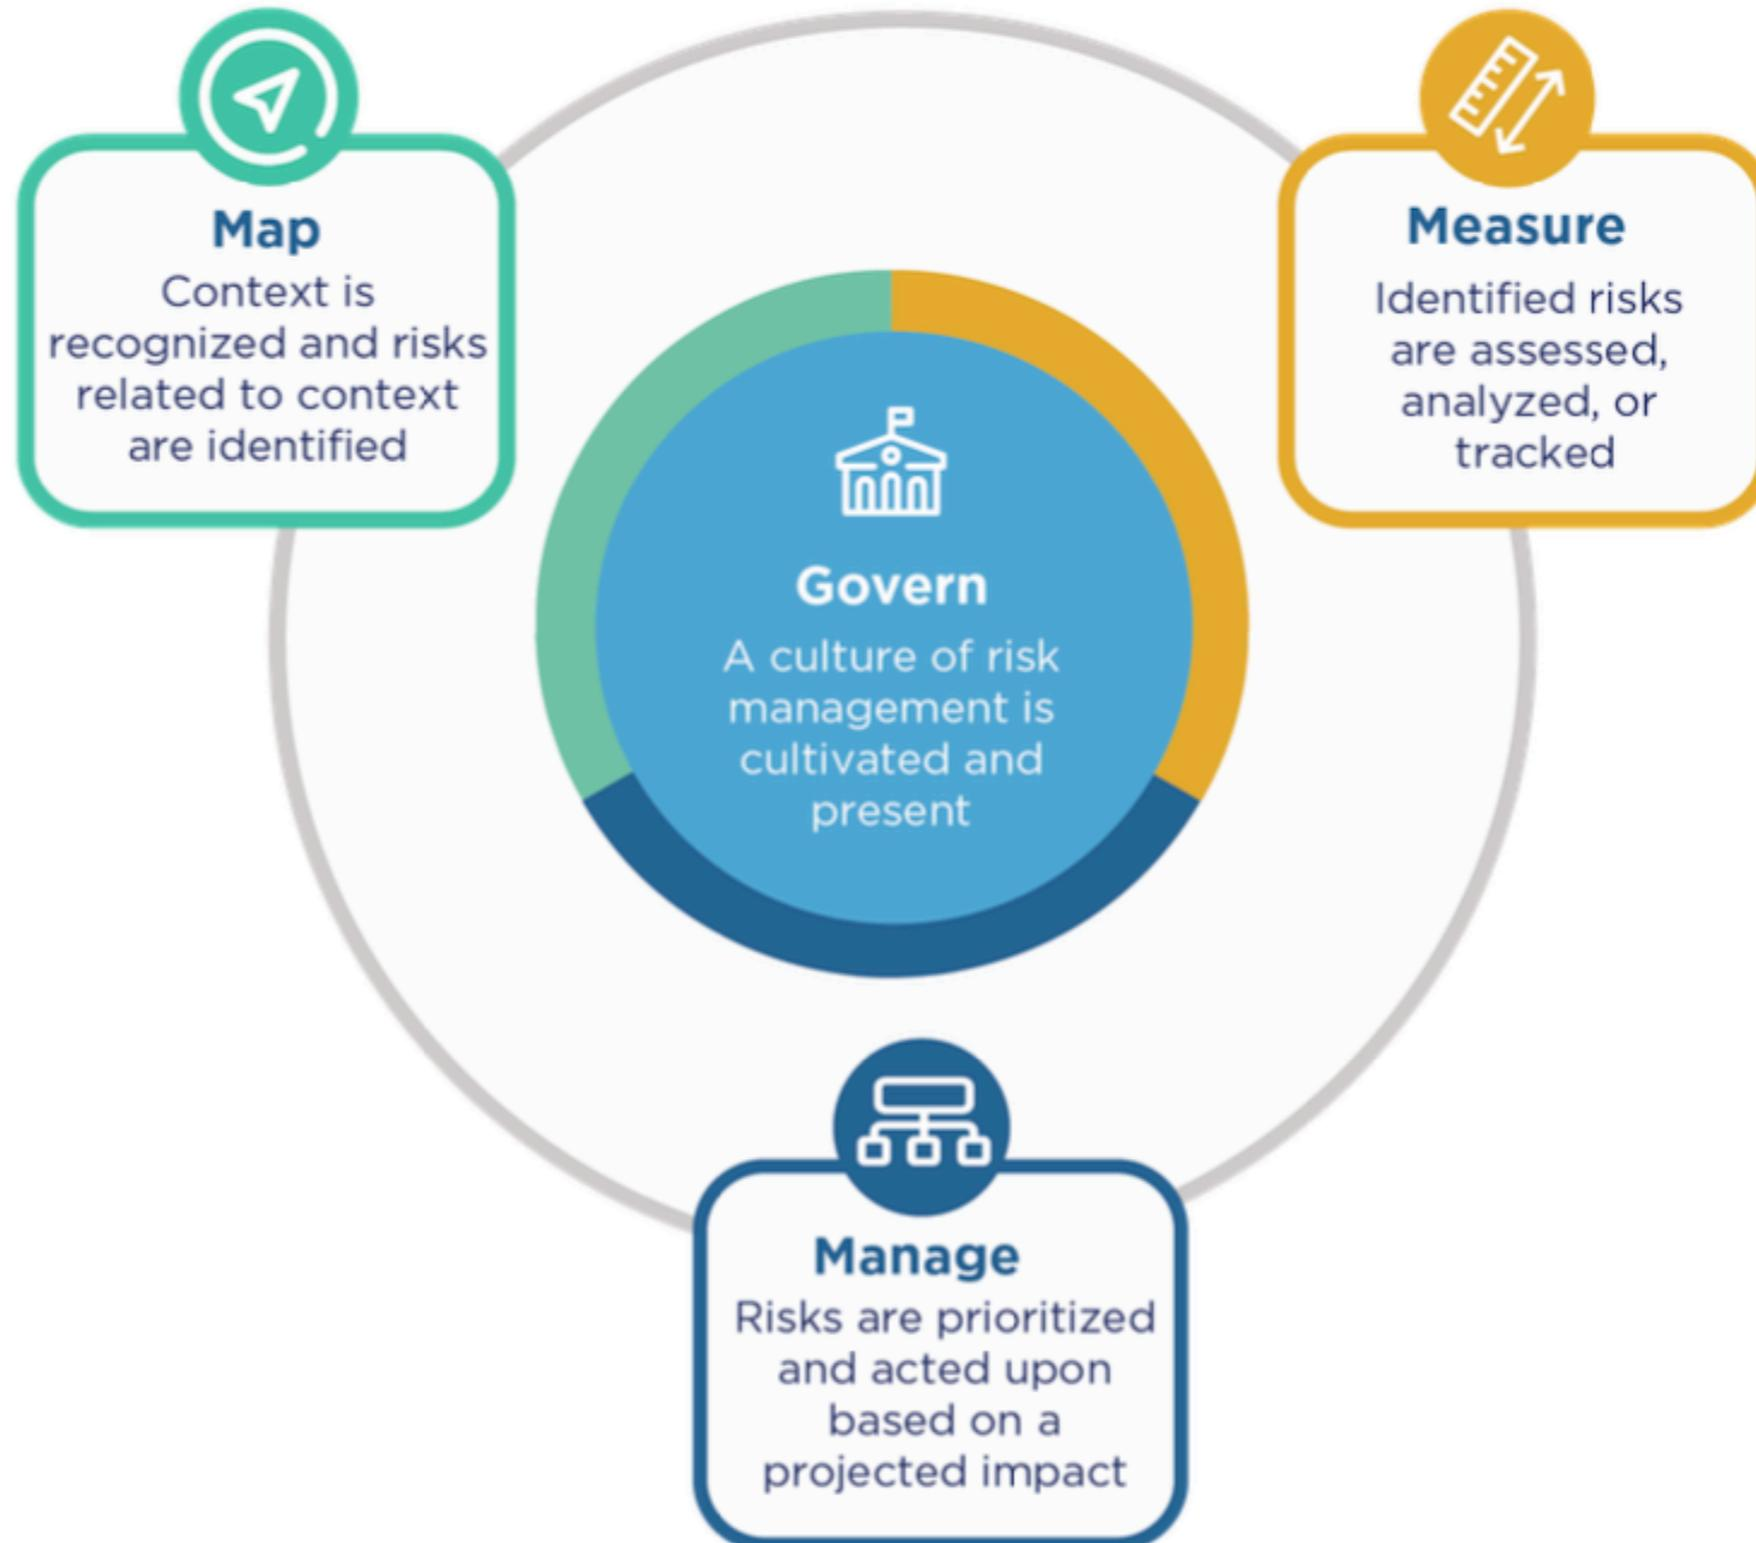 Map
Context is
recognized and risks
related to context
are identified
Measure
Identified risks
are assessed,
analyzed, or
tracked
Govern
A culture of risk
management is
cultivated and
present
Manage
Risks are prioritized
and acted upon
based on a
projected impact